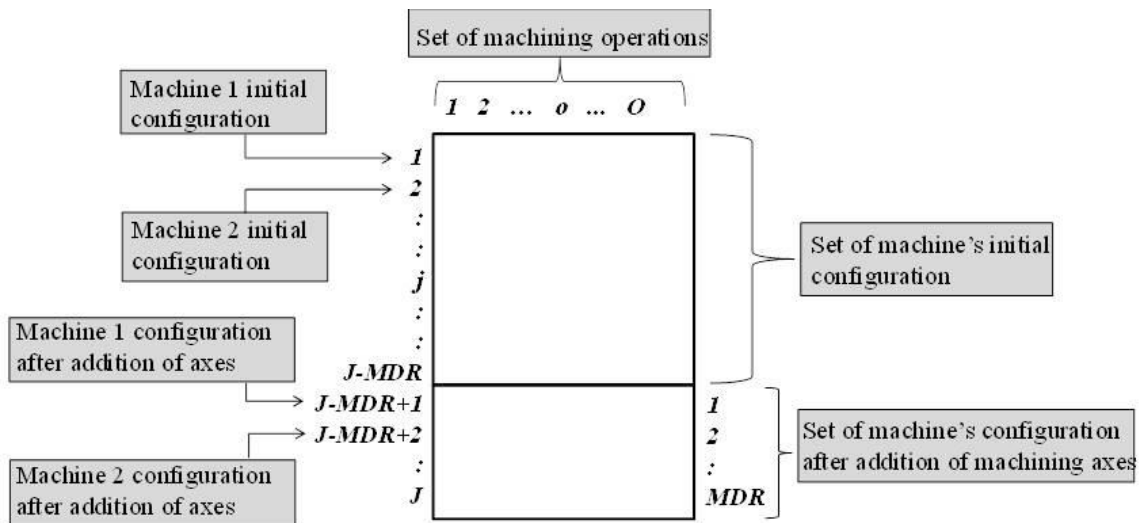 Set of machining operations
Machine 1 initial
configuration
1 2 ... o ... O
1
2
:
:
j
:
:
J-MDR
Machine 2 initial
configuration
Set of machine's initial
configuration
Machine 1 configuration
after addition of axes
J-MDR+1
J-MDR+2
:
J
1
2
:
MDR
Set of machine's configuration
after addition of machining axes
Machine 2 configuration
after addition of axes